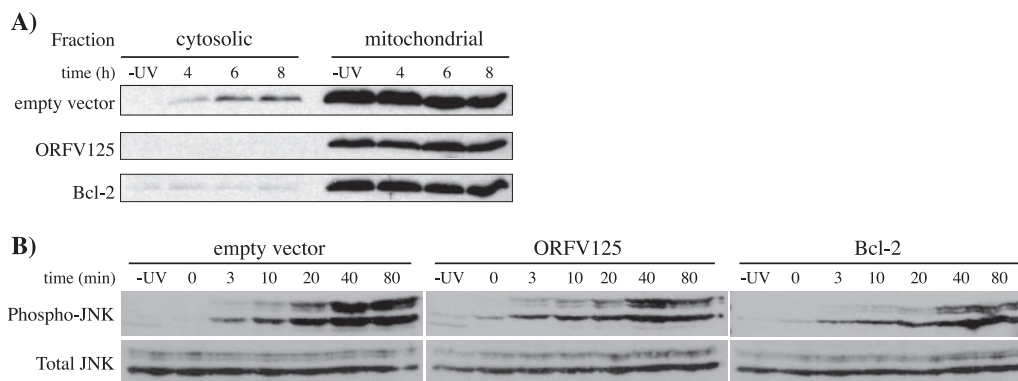 A)
Fraction cytosolic mitochondrial
time (h) -UV 4 6 8 -UV 4 6 8
empty vector
ORFV125
Bcl-2
B)
empty vector ORFV125 Bcl-2
time (min) -UV 0 3 10 20 40 80 -UV 0 3 10 20 40 80 -UV 0 3 10 20 40 80
Phospho-JNK
Total JNK